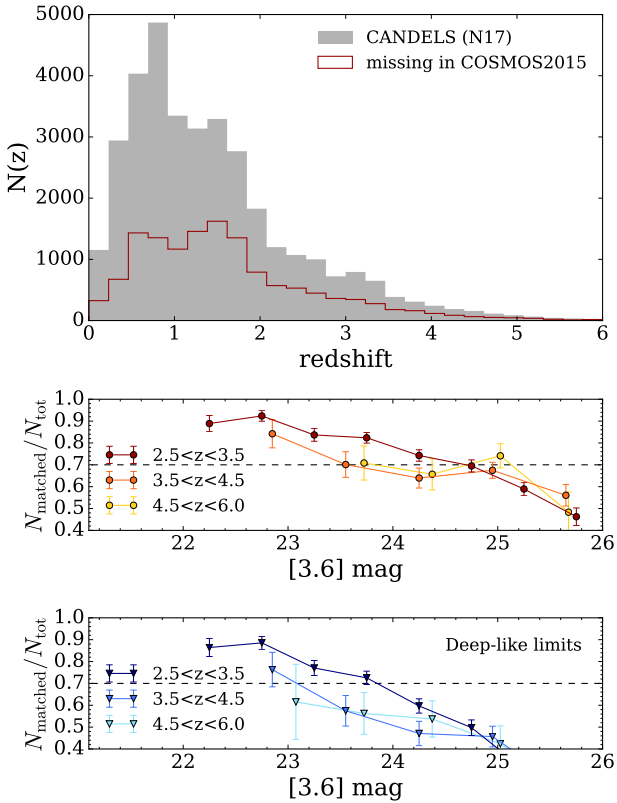 5000
4000
3000
2000
1000
0
N(z)
CANDELS (N17)
missing in COSMOS2015
0 1 2 3 4 5 6
redshift
1.0
0.9
0.8
0.7
0.6
0.5
0.4
N_matched/N_tot
2.5<z<3.5
3.5<z<4.5
4.5<z<6.0
22 23 24 25 26
[3.6] mag
1.0
0.9
0.8
0.7
0.6
0.5
0.4
N_matched/N_tot
Deep-like limits
2.5<z<3.5
3.5<z<4.5
4.5<z<6.0
22 23 24 25 26
[3.6] mag